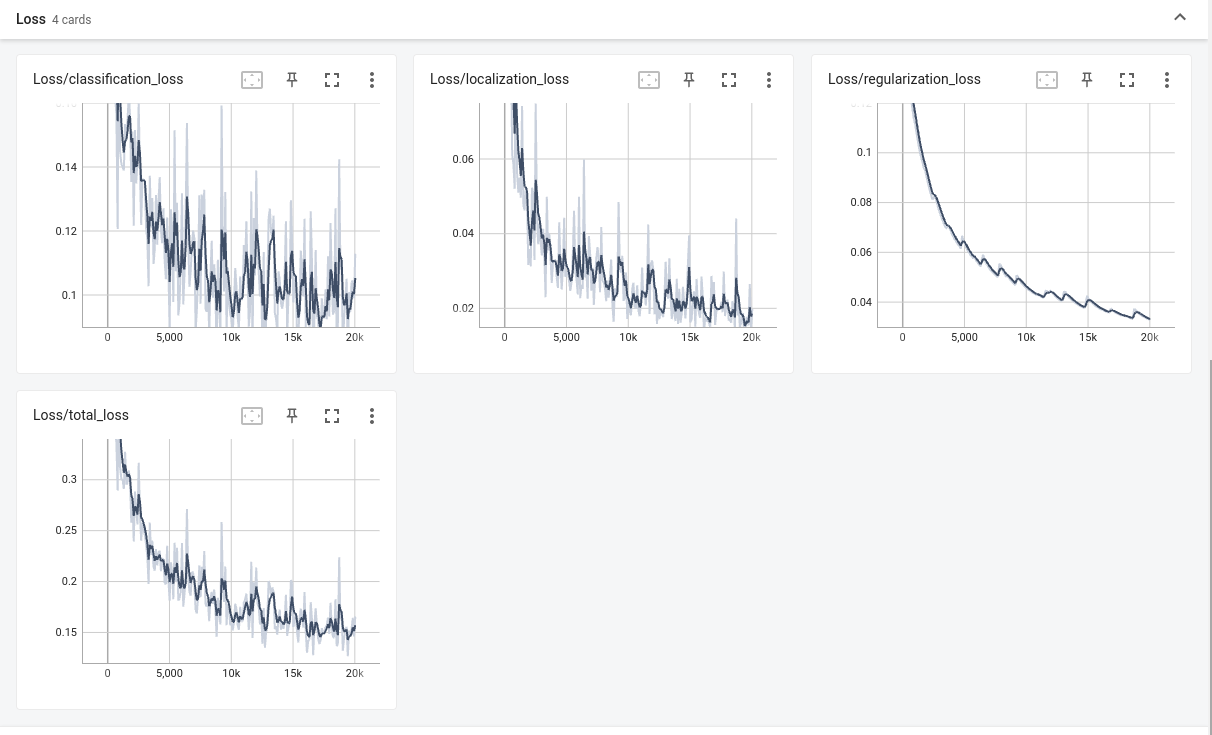 Loss 4 cards
Loss/classification_loss
0.14
0.12
0.1
0 5,000 10k 15k 20k
Loss/localization_loss
0.06
0.04
0.02
0 5,000 10k 15k 20k
Loss/regularization_loss
0.12
0.1
0.08
0.06
0.04
0 5,000 10k 15k 20k
Loss/total_loss
0.3
0.25
0.2
0.15
0 5,000 10k 15k 20k